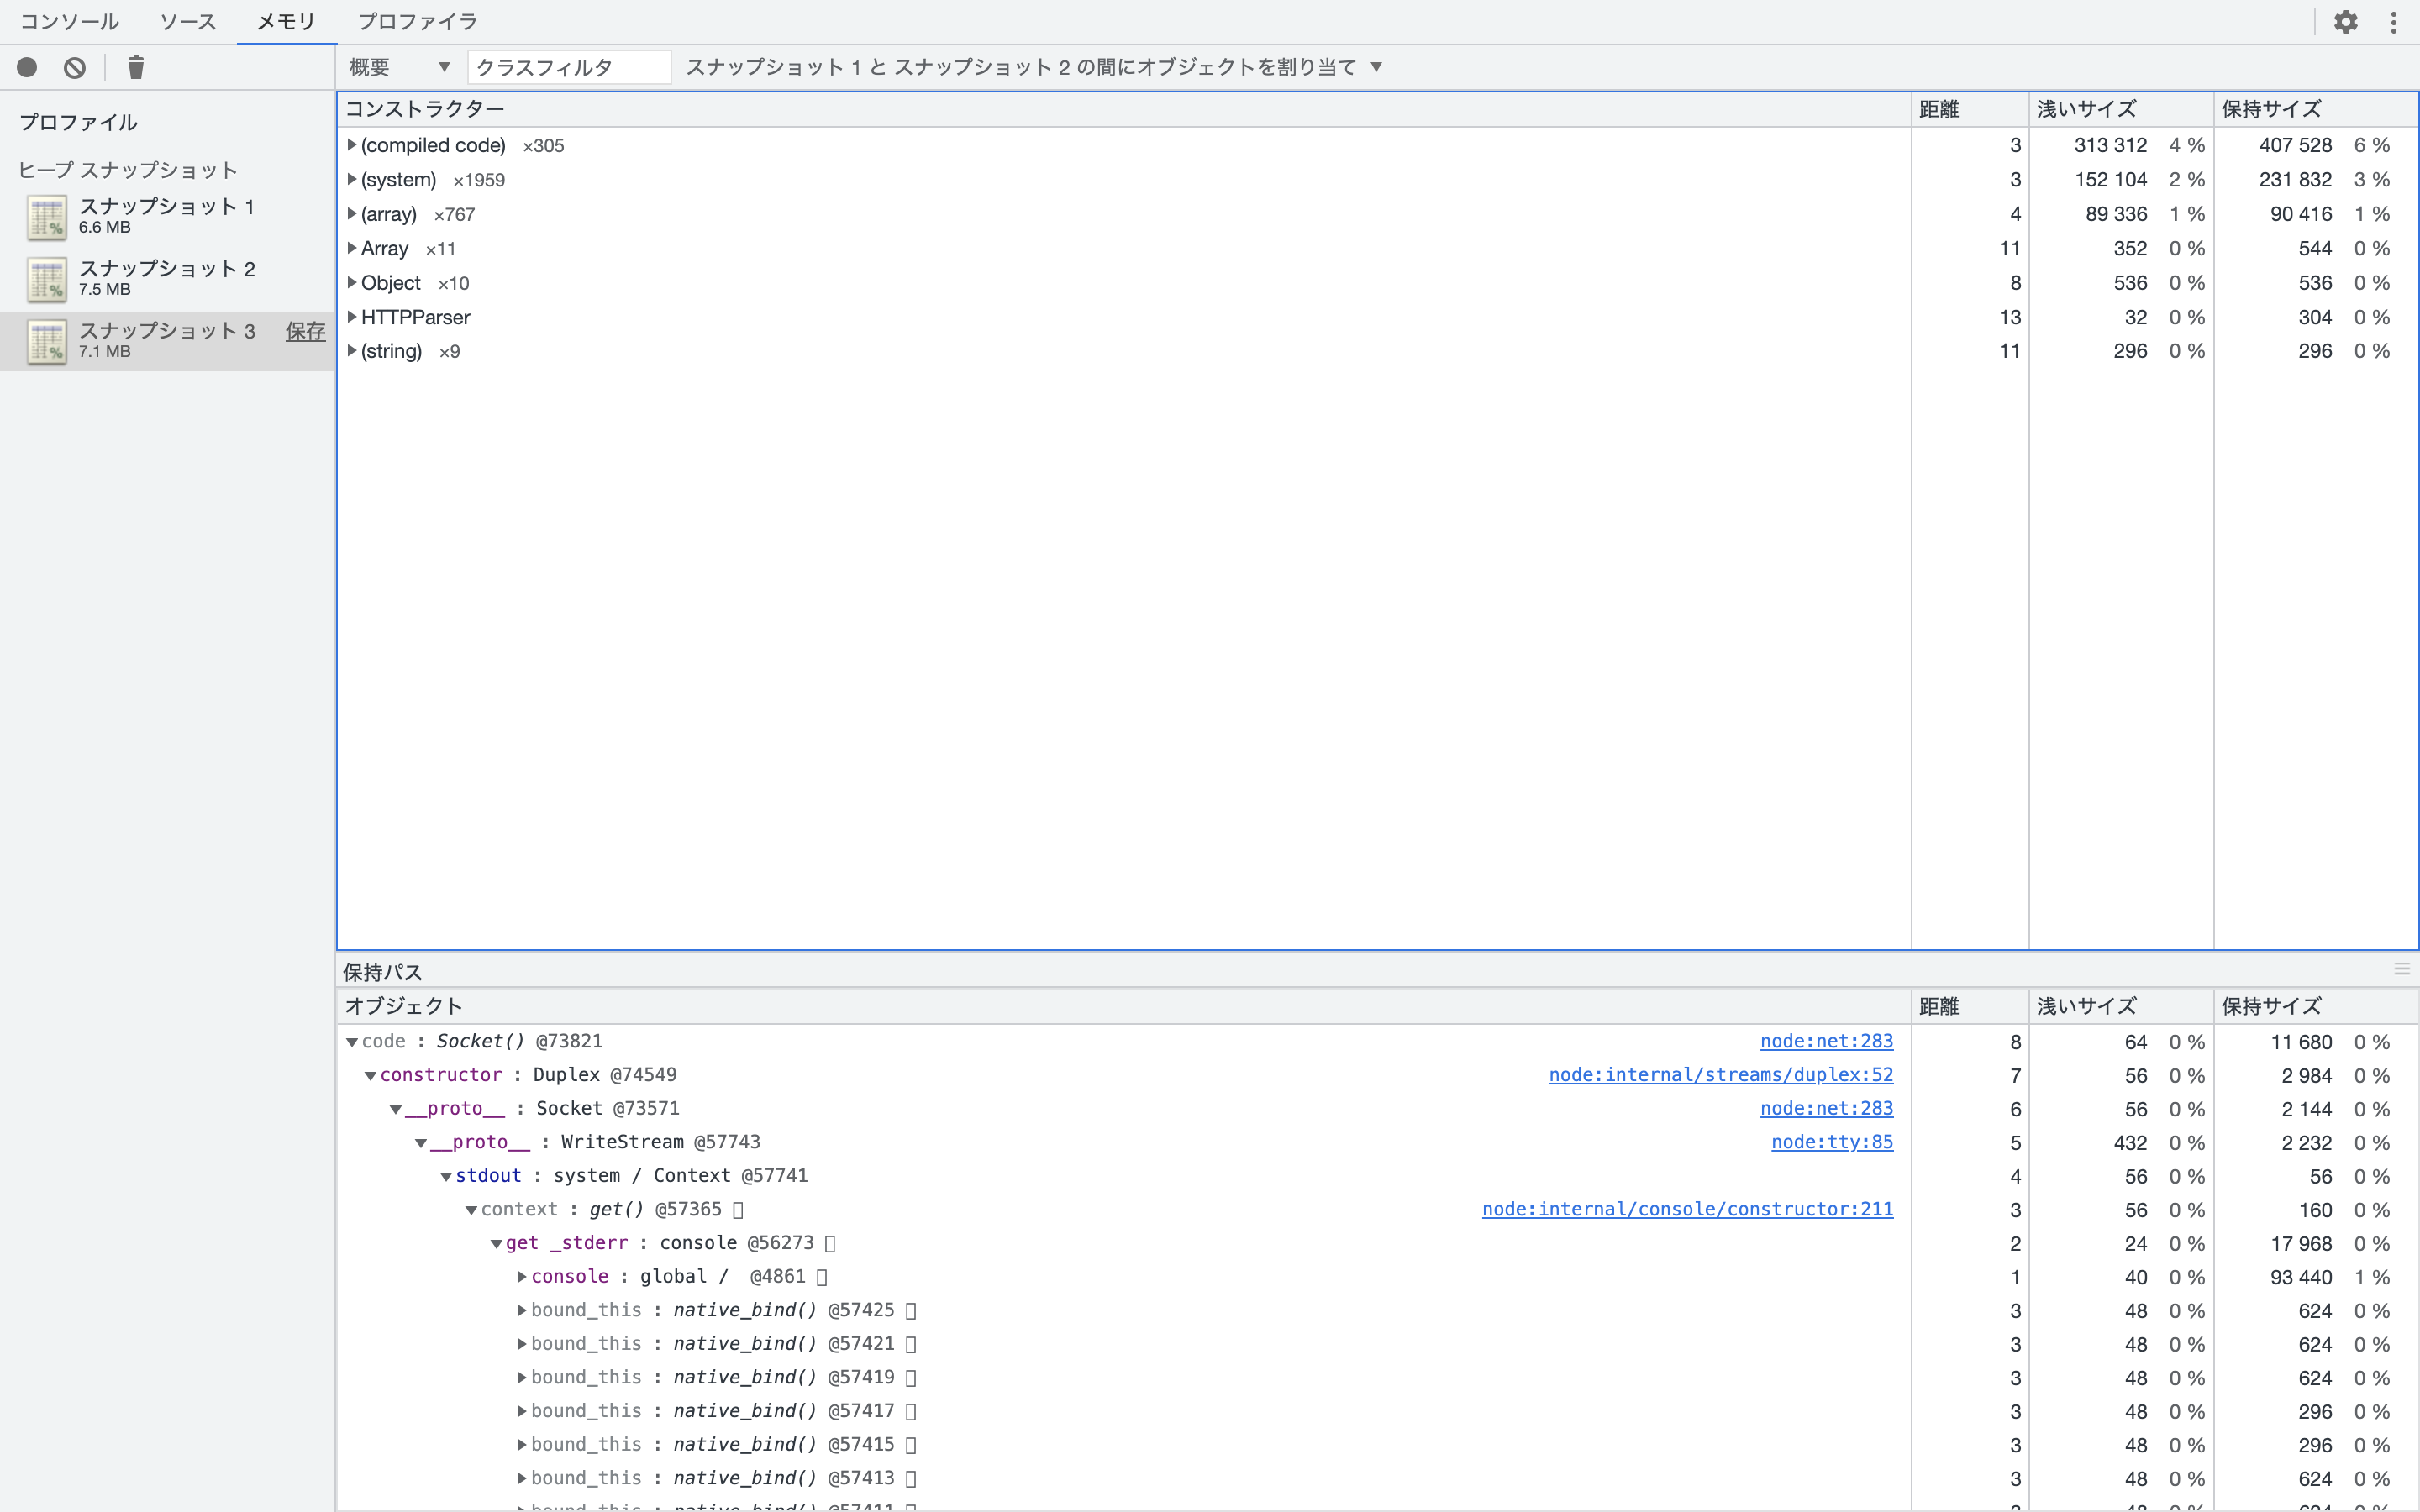 コンソール ソース メモリ プロファイラ
概要 ▼ クラスフィルタ スナップショット 1 と スナップショット 2 の間にオブジェクトを割り当て ▼
プロファイル
ヒープ スナップショット
スナップショット 1
6.6 MB
スナップショット 2
7.5 MB
スナップショット 3 保存
7.1 MB
コンストラクター 距離 浅いサイズ 保持サイズ
(compiled code) ×305 3 313 312 4 % 407 528 6 %
(system) ×1959 3 152 104 2 % 231 832 3 %
(array) ×767 4 89 336 1 % 90 416 1 %
Array ×11 11 352 0 % 544 0 %
Object ×10 8 536 0 % 536 0 %
HTTPParser 13 32 0 % 304 0 %
(string) ×9 11 296 0 % 296 0 %
保持パス
オブジェクト 距離 浅いサイズ 保持サイズ
code : Socket() @73821 node:net:283 8 64 0 % 11 680 0 %
constructor : Duplex @74549 node:internal/streams/duplex:52 7 56 0 % 2 984 0 %
__proto__ : Socket @73571 node:net:283 6 56 0 % 2 144 0 %
__proto__ : WriteStream @57743 node:tty:85 5 432 0 % 2 232 0 %
stdout : system / Context @57741 4 56 0 % 56 0 %
context : get() @57365 node:internal/console/constructor:211 3 56 0 % 160 0 %
get _stderr : console @56273 2 24 0 % 17 968 0 %
console : global / @4861 1 40 0 % 93 440 1 %
bound_this : native_bind() @57425 3 48 0 % 624 0 %
bound_this : native_bind() @57421 3 48 0 % 624 0 %
bound_this : native_bind() @57419 3 48 0 % 624 0 %
bound_this : native_bind() @57417 3 48 0 % 296 0 %
bound_this : native_bind() @57415 3 48 0 % 296 0 %
bound_this : native_bind() @57413 3 48 0 % 624 0 %
bound_this : native_bind() @57411